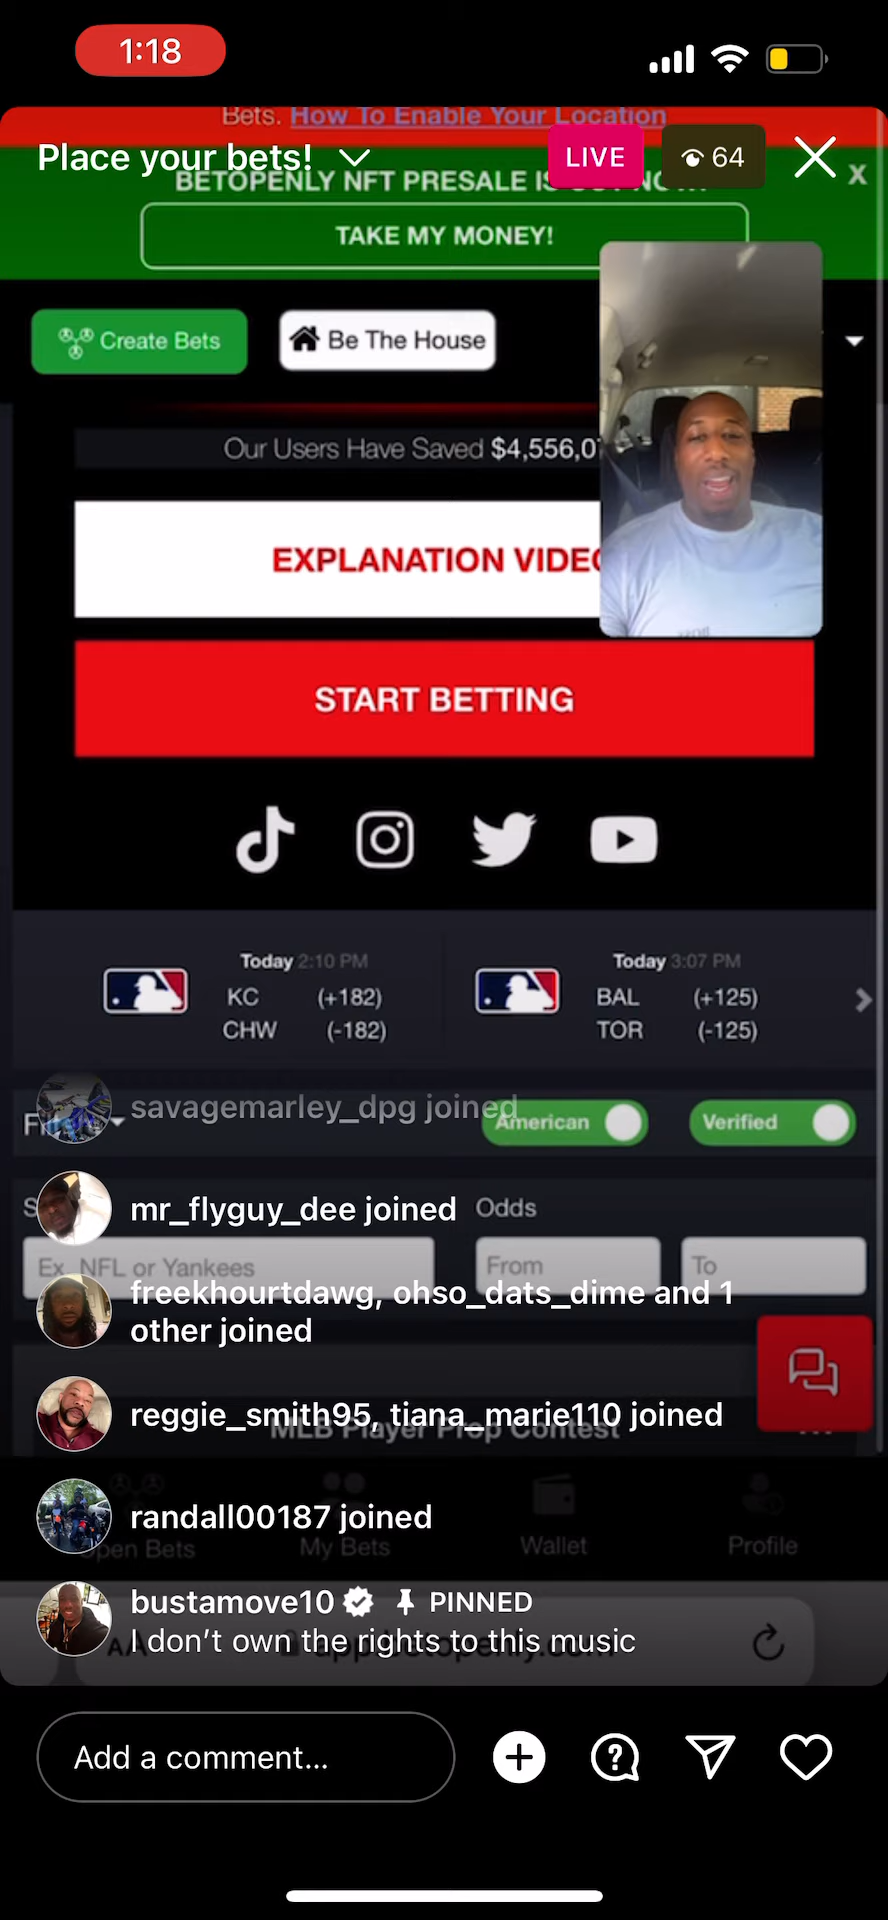 1:18
Bets. How To Enable Your Location
Place your bets!
LIVE
64
BETOPENLY NFT PRESALE IS
X
TAKE MY MONEY!
Create Bets
Be The House
Our Users Have Saved $4,556,0
EXPLANATION VIDEO
START BETTING
Today 2:10 PM
KC (+182)
CHW (-182)
Today 3:07 PM
BAL (+125)
TOR (-125)
savagemarley_dpg joined
American
Verified
mr_flyguy_dee joined
Odds
Ex. NFL or Yankees
From
To
freekhourtdawg, ohso_dats_dime and 1
other joined
reggie_smith95, tiana_marie110 joined
MLB Player Prop Contest
randall00187 joined
Open Bets
My Bets
Wallet
Profile
bustamove10 PINNED
I don't own the rights to this music
AA
app.betopenly.com
Add a comment...